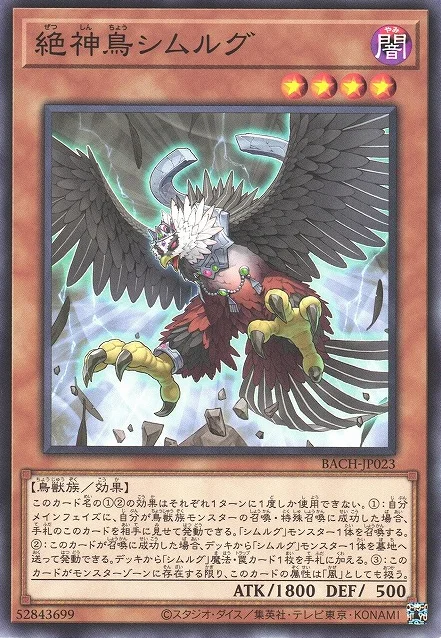 絶神鳥シムルグ
闇
BACH-JP023
【鳥獣族／効果】
このカード名の①②の効果はそれぞれ１ターンに１度しか使用できない。①：自分
メインフェイズに、自分が鳥獣族モンスターの召喚・特殊召喚に成功した場合、
手札のこのカードを相手に見せて発動できる。「シムルグ」モンスター１体を召喚する。
②：このカードが召喚に成功した場合、デッキから「シムルグ」モンスター１体を墓地へ
送って発動できる。デッキから「シムルグ」魔法・罠カード１枚を手札に加える。③：この
カードがモンスターゾーンに存在する限り、このカードの属性は「風」としても扱う。
ATK/1800 DEF/ 500
52843699
©スタジオ・ダイス/集英社・テレビ東京・KONAMI